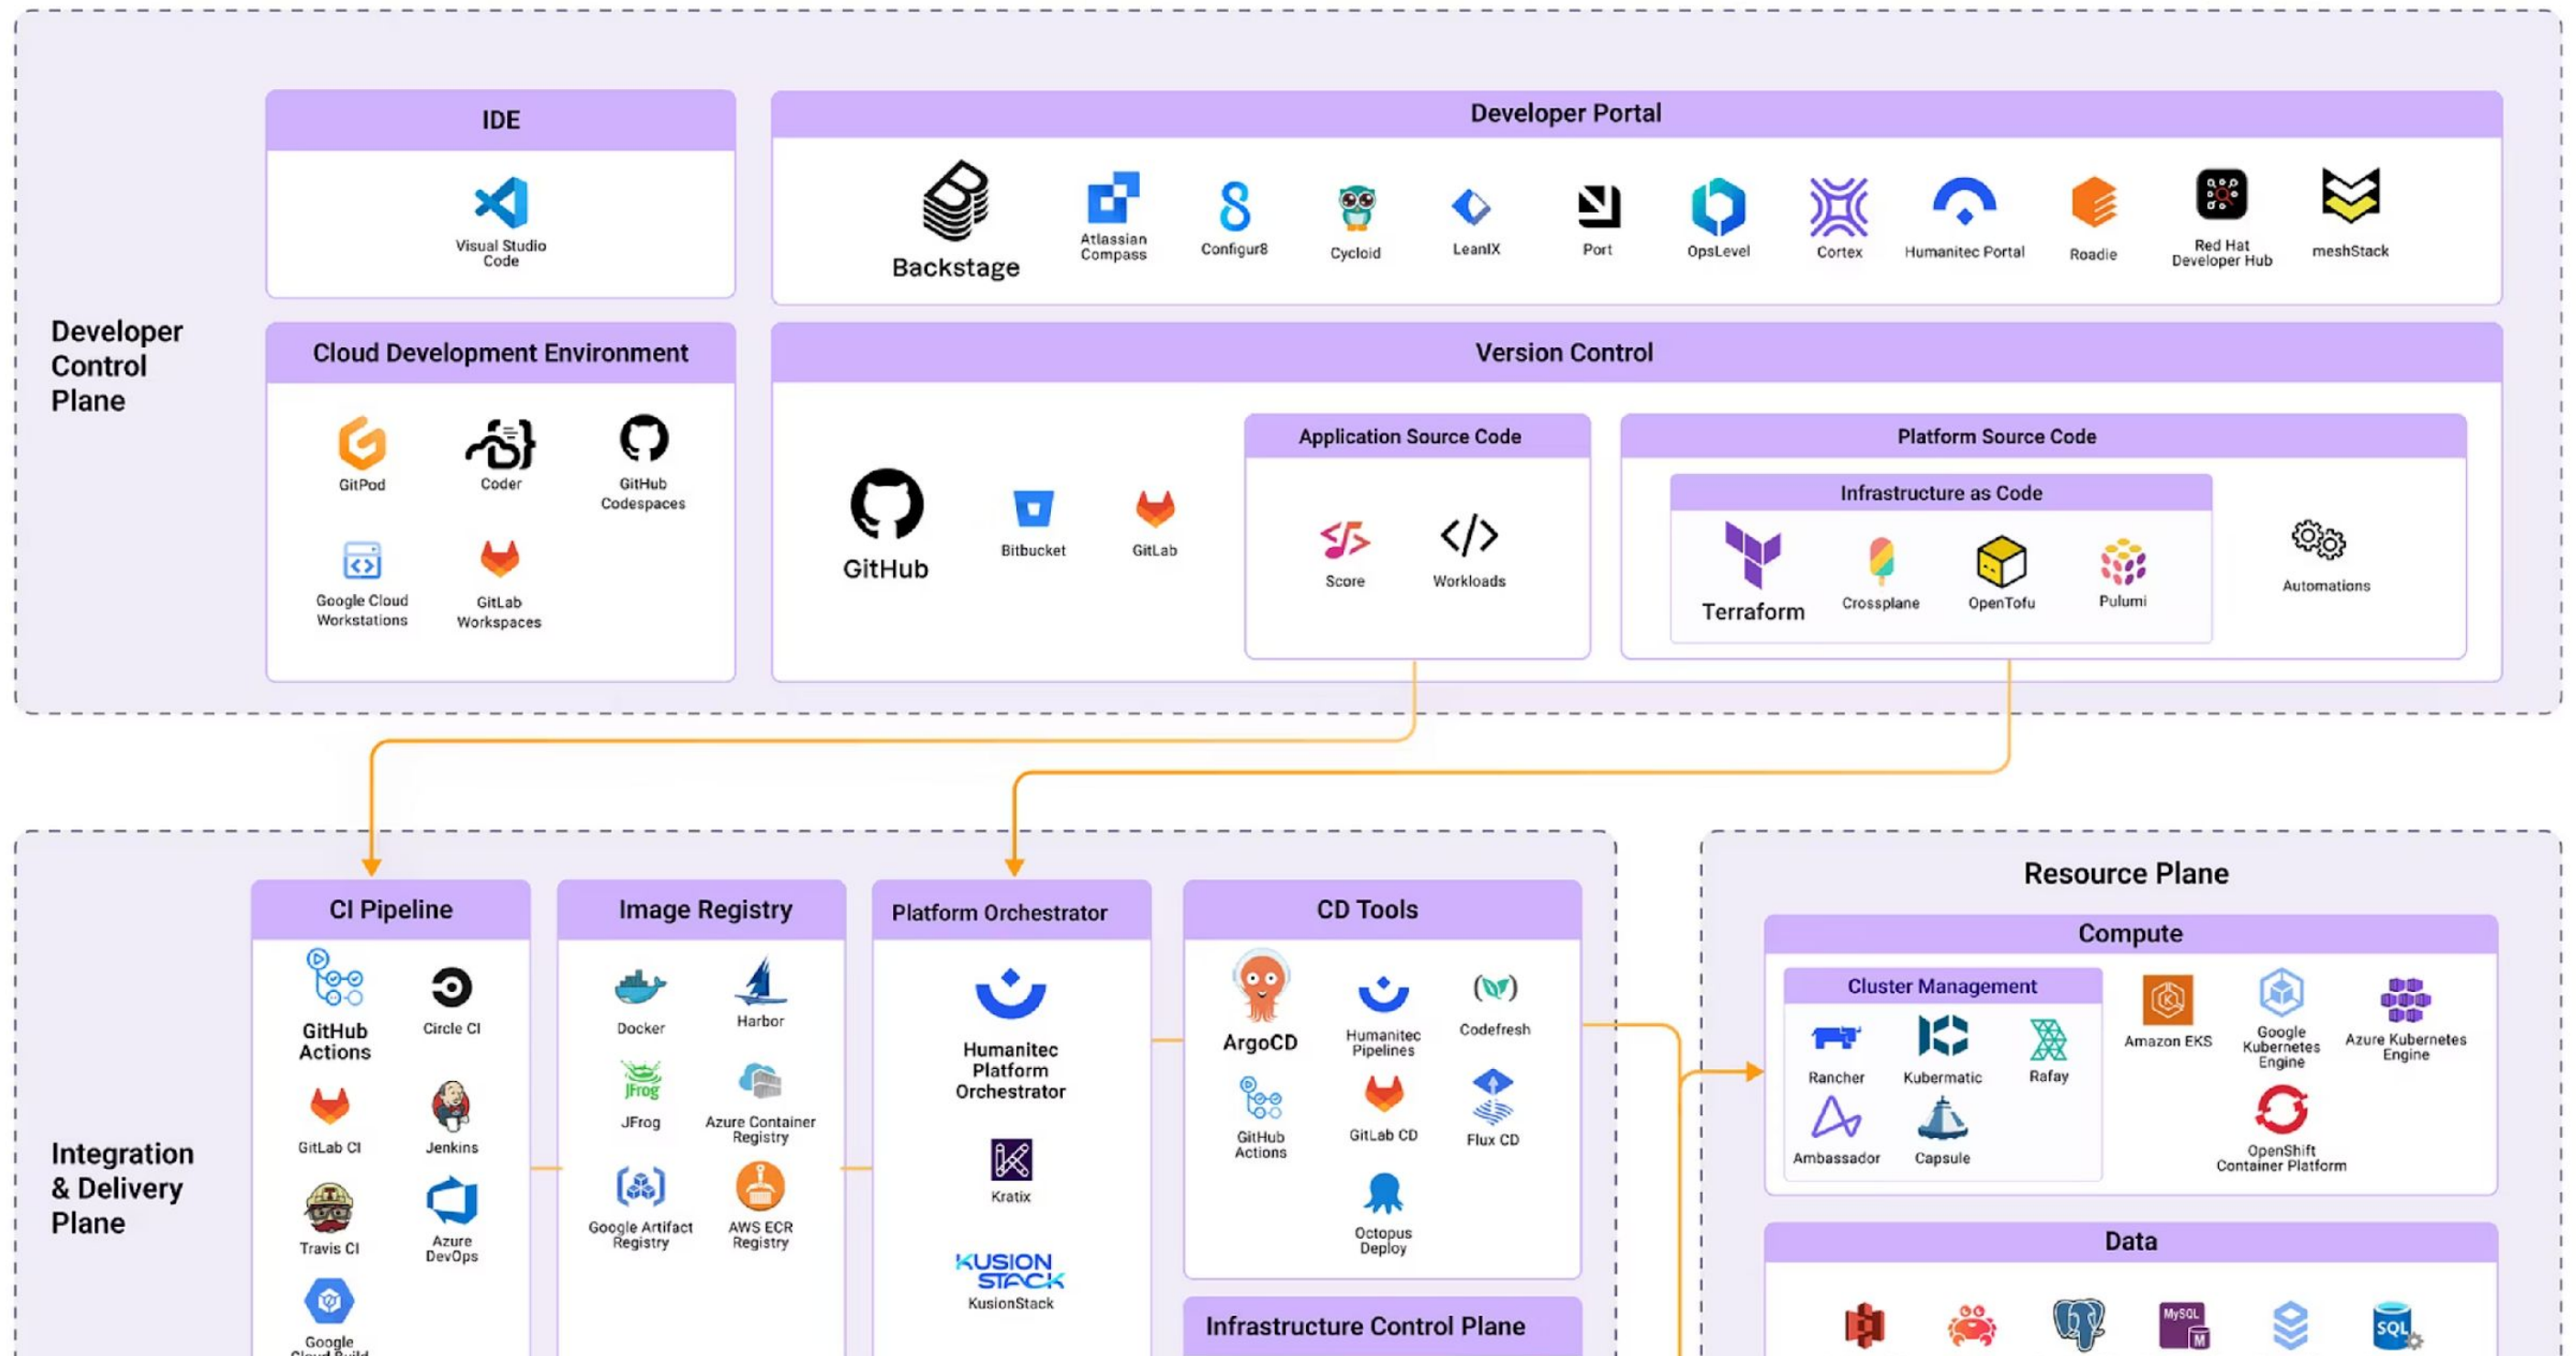 IDE
Visual Studio
Code
Developer Portal
Backstage
Atlassian
Compass
Configur8
Cycloid
LeanIX
Port
OpsLevel
Cortex
Humanitec Portal
Roadie
Red Hat
Developer Hub
meshStack
Developer
Control
Plane
Cloud Development Environment
GitPod
Coder
GitHub
Codespaces
Google Cloud
Workstations
GitLab
Workspaces
Version Control
GitHub
Bitbucket
GitLab
Application Source Code
Score
Workloads
Platform Source Code
Infrastructure as Code
Terraform
Crossplane
OpenTofu
Pulumi
Automations
Integration
& Delivery
Plane
CI Pipeline
GitHub
Actions
Circle CI
GitLab CI
Jenkins
Travis CI
Azure
DevOps
Google
Cloud Build
Image Registry
Docker
Harbor
JFrog
JFrog
Azure Container
Registry
Google Artifact
Registry
AWS ECR
Registry
Platform Orchestrator
Humanitec
Platform
Orchestrator
Kratix
KUSION
STACK
KusionStack
CD Tools
ArgoCD
Humanitec
Pipelines
Codefresh
GitHub
Actions
GitLab CD
Flux CD
Octopus
Deploy
Infrastructure Control Plane
Resource Plane
Compute
Cluster Management
Rancher
Kubermatic
Rafay
Ambassador
Capsule
Amazon EKS
Google
Kubernetes
Engine
Azure Kubernetes
Engine
OpenShift
Container Platform
Data
MySQL
M
SQL